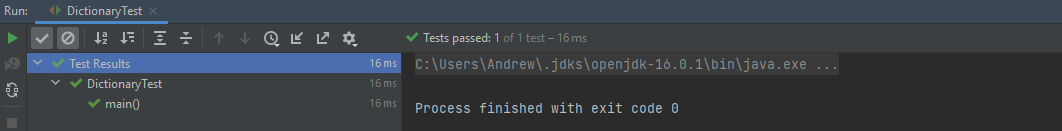 Run: DictionaryTest
Tests passed: 1 of 1 test – 16 ms
Test Results 16 ms
DictionaryTest 16 ms
main() 16 ms
C:\Users\Andrew\.jdks\openjdk-16.0.1\bin\java.exe ...
Process finished with exit code 0